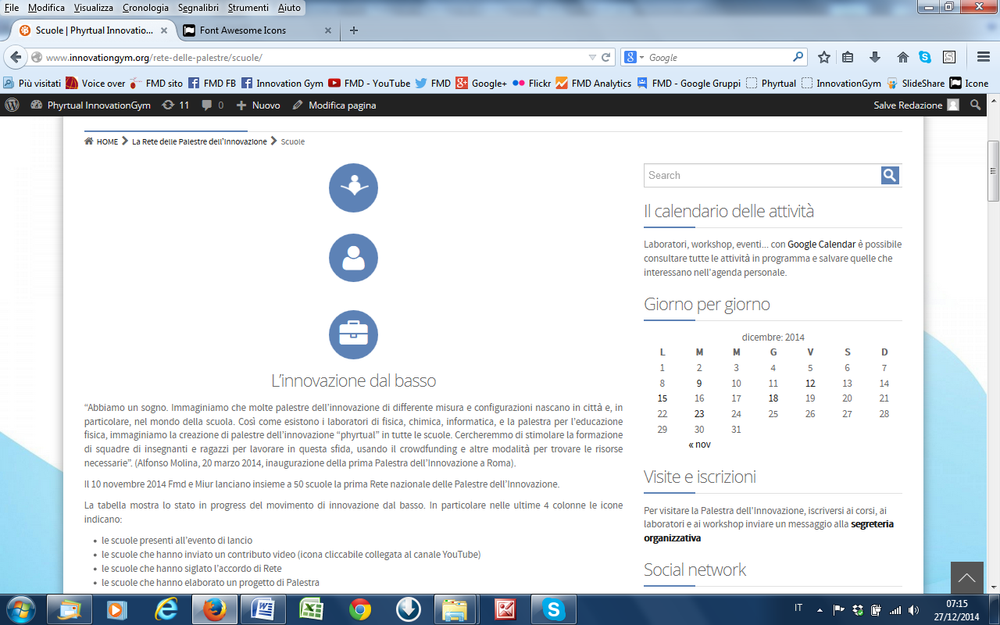 File Modifica Visualizza Cronologia Segnalibri Strumenti Aiuto
Scuole | Phyrtual Innovatio... Font Awesome Icons
www.innovationgym.org/rete-delle-palestre/scuole/ Google
Più visitati Voice over FMD sito FMD FB Innovation Gym FMD - YouTube FMD Google+ Flickr FMD Analytics FMD - Google Gruppi Phyrtual InnovationGym SlideShare Icone
Phyrtual InnovationGym 11 0 Nuovo Modifica pagina Salve Redazione
HOME La Rete delle Palestre dell'Innovazione Scuole
L'innovazione dal basso
“Abbiamo un sogno. Immaginiamo che molte palestre dell'innovazione di differente misura e configurazioni nascano in città e, in
particolare, nel mondo della scuola. Così come esistono i laboratori di fisica, chimica, informatica, e la palestra per l'educazione
fisica, immaginiamo la creazione di palestre dell'innovazione “phyrtual” in tutte le scuole. Cercheremmo di stimolare la formazione
di squadre di insegnanti e ragazzi per lavorare in questa sfida, usando il crowdfunding e altre modalità per trovare le risorse
necessarie”. (Alfonso Molina, 20 marzo 2014, inaugurazione della prima Palestra dell'Innovazione a Roma).
Il 10 novembre 2014 Fmd e Miur lanciano insieme a 50 scuole la prima Rete nazionale delle Palestre dell'Innovazione.
La tabella mostra lo stato in progress del movimento di innovazione dal basso. In particolare nelle ultime 4 colonne le icone
indicano:
• le scuole presenti all'evento di lancio
• le scuole che hanno inviato un contributo video (icona cliccabile collegata al canale YouTube)
• le scuole che hanno siglato l'accordo di Rete
• le scuole che hanno elaborato un progetto di Palestra
Search
Il calendario delle attività
Laboratori, workshop, eventi... con Google Calendar è possibile
consultare tutte le attività in programma e salvare quelle che
interessano nell'agenda personale.
Giorno per giorno
dicembre: 2014
L M M G V S D
1 2 3 4 5 6 7
8 9 10 11 12 13 14
15 16 17 18 19 20 21
22 23 24 25 26 27 28
29 30 31
« nov
Visite e iscrizioni
Per visitare la Palestra dell'Innovazione, iscriversi ai corsi, ai
laboratori e ai workshop inviare un messaggio alla segreteria
organizzativa
Social network
IT 07:15
27/12/2014